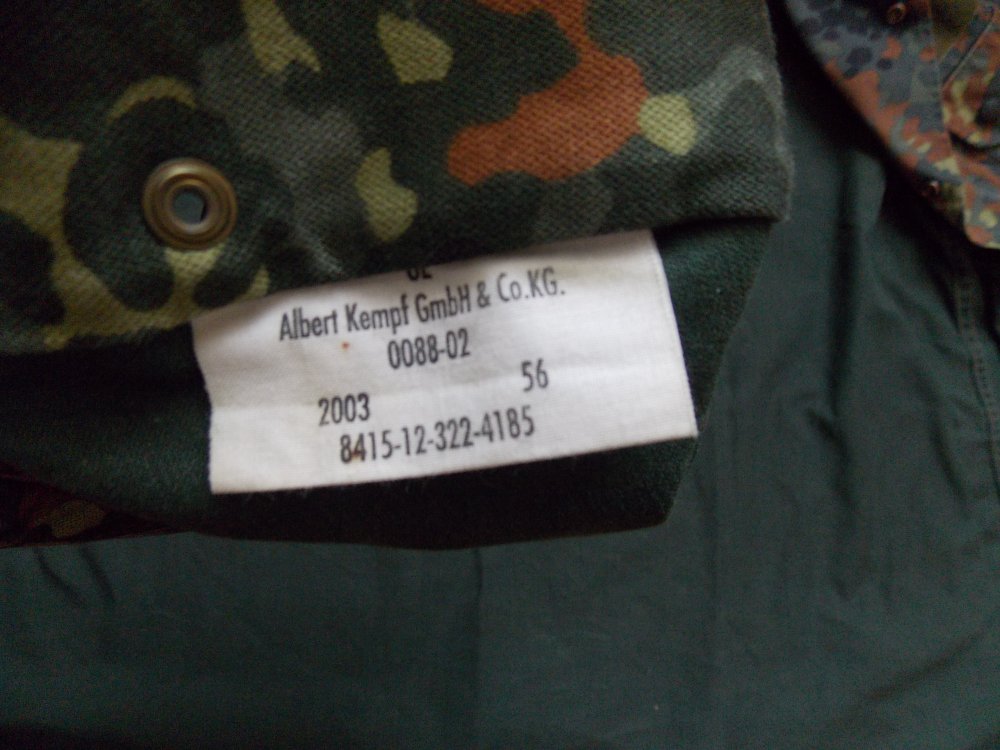 Albert Kempf GmbH & Co.KG.
0088-02
2003 56
8415-12-322-4185